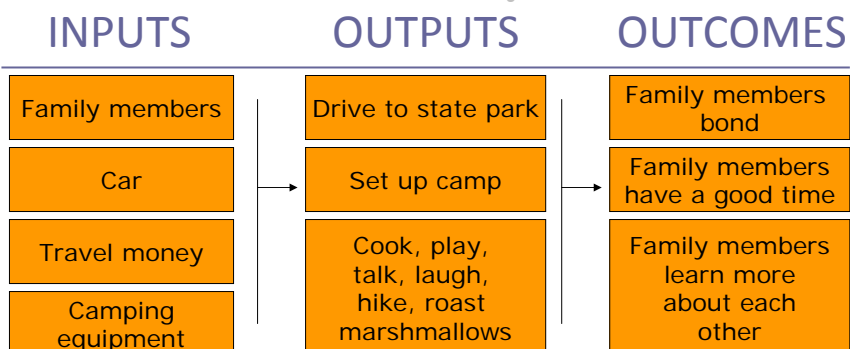 INPUTS
OUTPUTS
OUTCOMES
Family members
Car
Travel money
Camping
equipment
Drive to state park
Set up camp
Cook, play,
talk, laugh,
hike, roast
marshmallows
Family members
bond
Family members
have a good time
Family members
learn more
about each
other